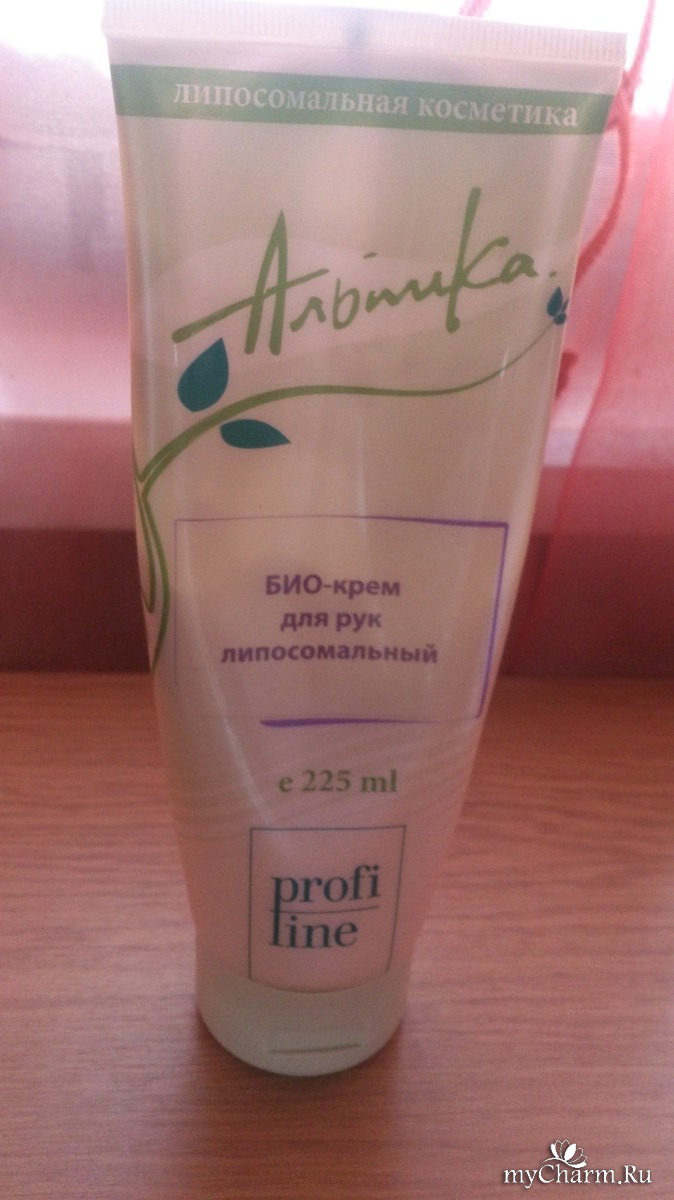 липосомальная косметика
Альпика
БИО-крем
для рук
липосомальный
e 225 ml
profi
line
myCharm.Ru